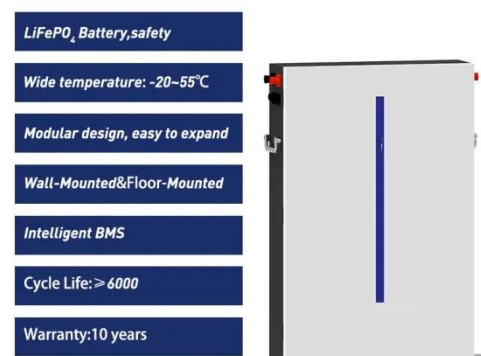 LiFePO₄ Battery,safety
Wide temperature: -20~55℃
Modular design, easy to expand
Wall-Mounted&Floor-Mounted
Intelligent BMS
Cycle Life:≥6000
Warranty:10 years